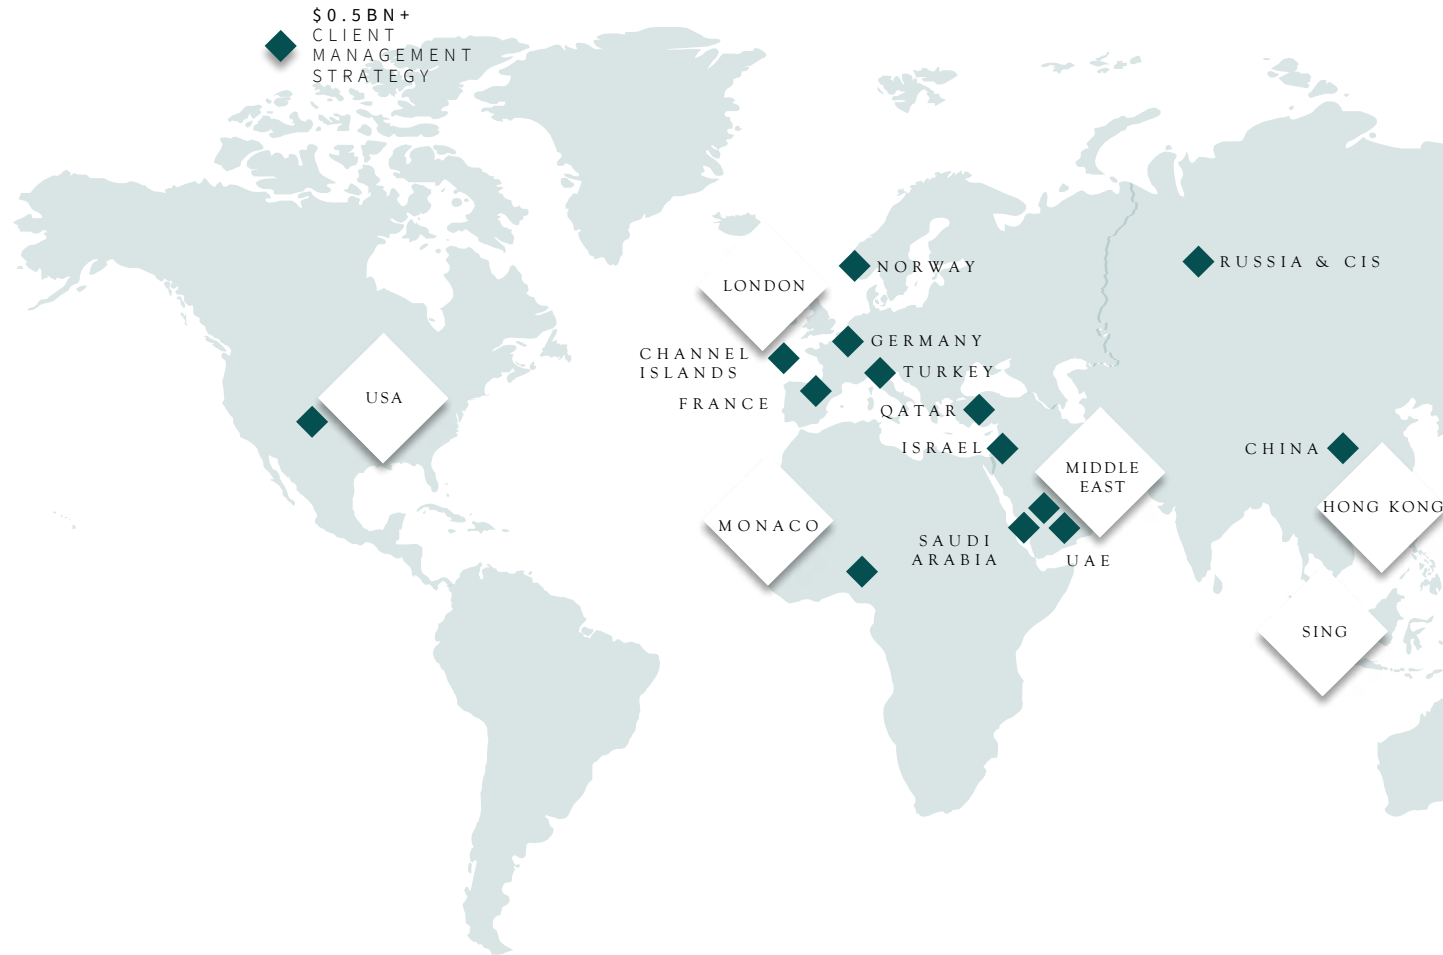 $0.5BN+
CLIENT
MANAGEMENT
STRATEGY
NORWAY
RUSSIA & CIS
LONDON
GERMANY
CHANNEL
ISLANDS
TURKEY
FRANCE
USA
QATAR
ISRAEL
CHINA
MIDDLE
EAST
HONG KONG
MONACO
SAUDI
ARABIA
UAE
SING